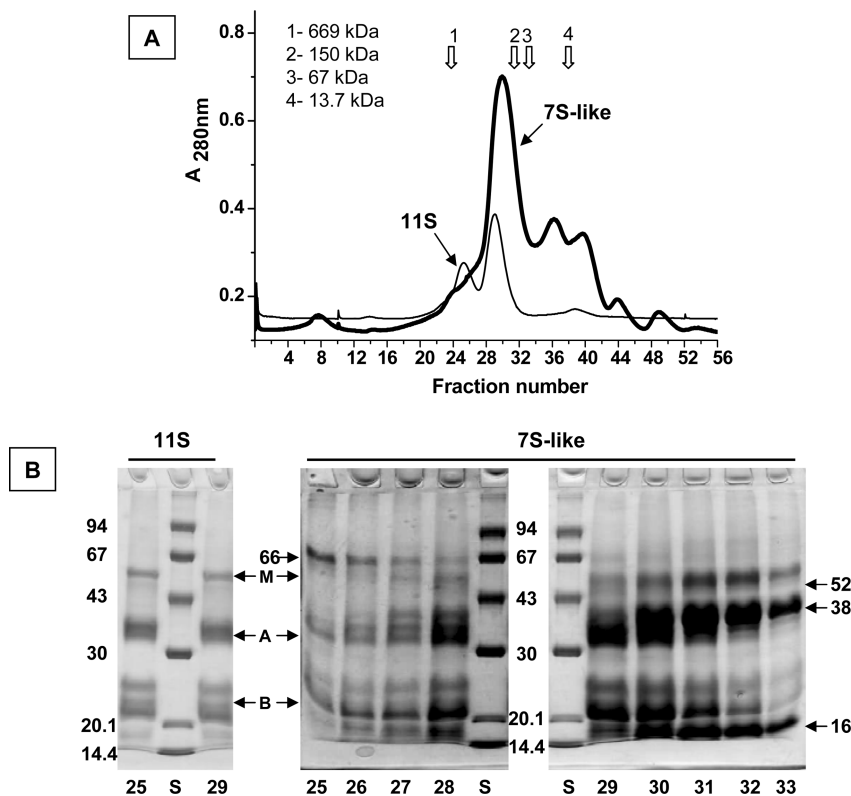 A
1- 669 kDa
2- 150 kDa
3- 67 kDa
4- 13.7 kDa
1 2 3 4
0.8
0.6
0.4
0.2
A 280nm
7S-like
11S
4 8 12 16 20 24 28 32 36 40 44 48 52 56
Fraction number
B
11S 7S-like
94 94
67 66 67
M 52
43 43
38
A
30 30
B
20.1 20.1 16
14.4 14.4
25 S 29 25 26 27 28 S S 29 30 31 32 33